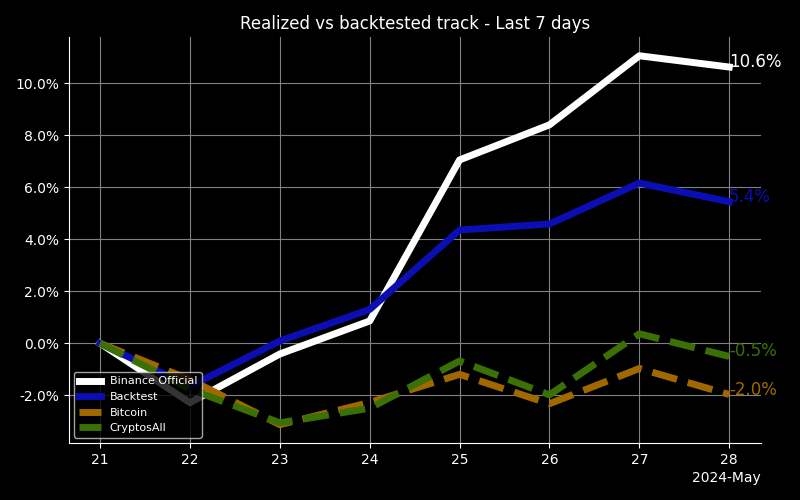 Realized vs backtested track - Last 7 days
10.0%
8.0%
6.0%
4.0%
2.0%
0.0%
-2.0%
10.6%
5.4%
-0.5%
-2.0%
Binance Official
Backtest
Bitcoin
CryptosAll
21 22 23 24 25 26 27 28
2024-May